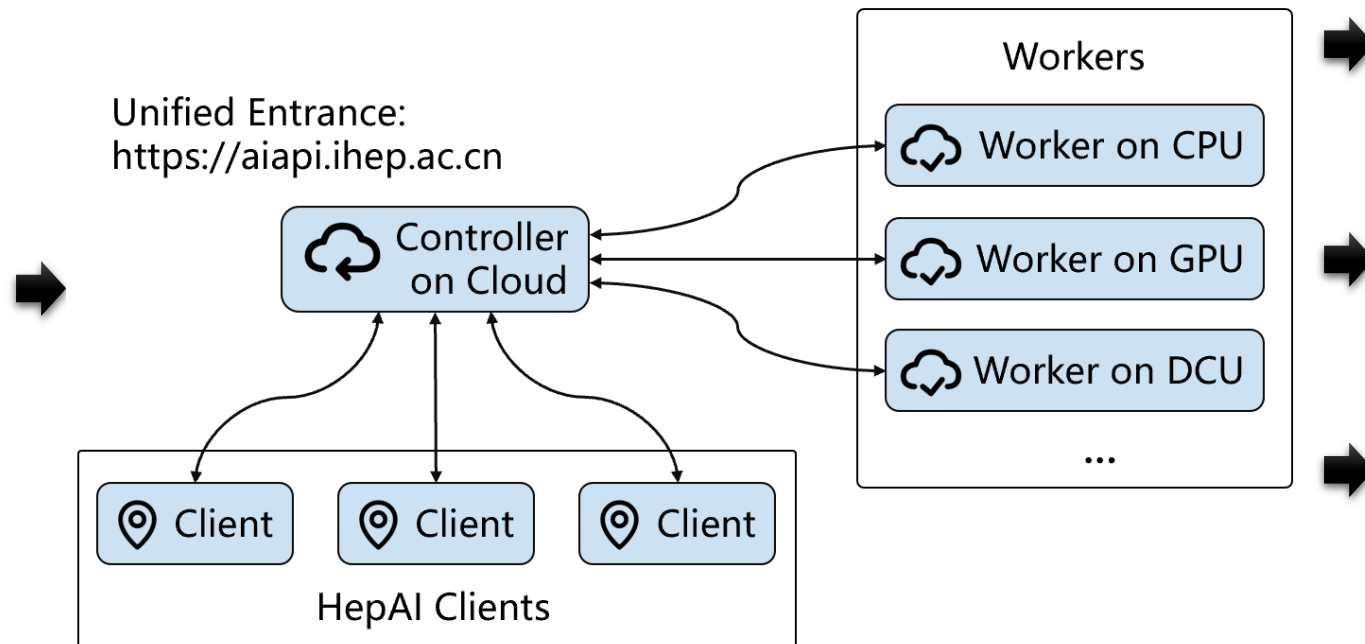 Unified Entrance:
https://aiapi.ihep.ac.cn
Controller
on Cloud
Workers
Worker on CPU
Worker on GPU
Worker on DCU
...
Client
Client
Client
HepAI Clients